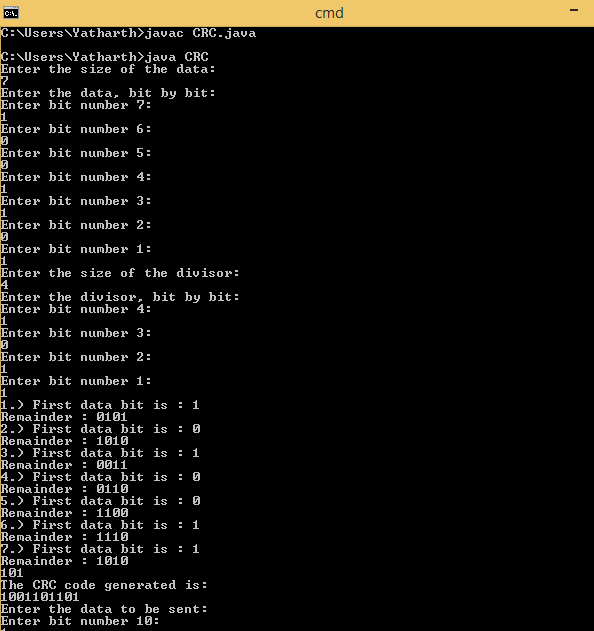 cmd
C:\Users\Yatharth>javac CRC.java
C:\Users\Yatharth>java CRC
Enter the size of the data:
7
Enter the data, bit by bit:
Enter bit number 7:
1
Enter bit number 6:
0
Enter bit number 5:
0
Enter bit number 4:
1
Enter bit number 3:
1
Enter bit number 2:
0
Enter bit number 1:
1
Enter the size of the divisor:
4
Enter the divisor, bit by bit:
Enter bit number 4:
1
Enter bit number 3:
0
Enter bit number 2:
1
Enter bit number 1:
1
1.) First data bit is : 1
Remainder : 0101
2.) First data bit is : 0
Remainder : 1010
3.) First data bit is : 1
Remainder : 0011
4.) First data bit is : 0
Remainder : 0110
5.) First data bit is : 0
Remainder : 1100
6.) First data bit is : 1
Remainder : 1110
7.) First data bit is : 1
Remainder : 1010
101
The CRC code generated is:
1001101101
Enter the data to be sent:
Enter bit number 10: